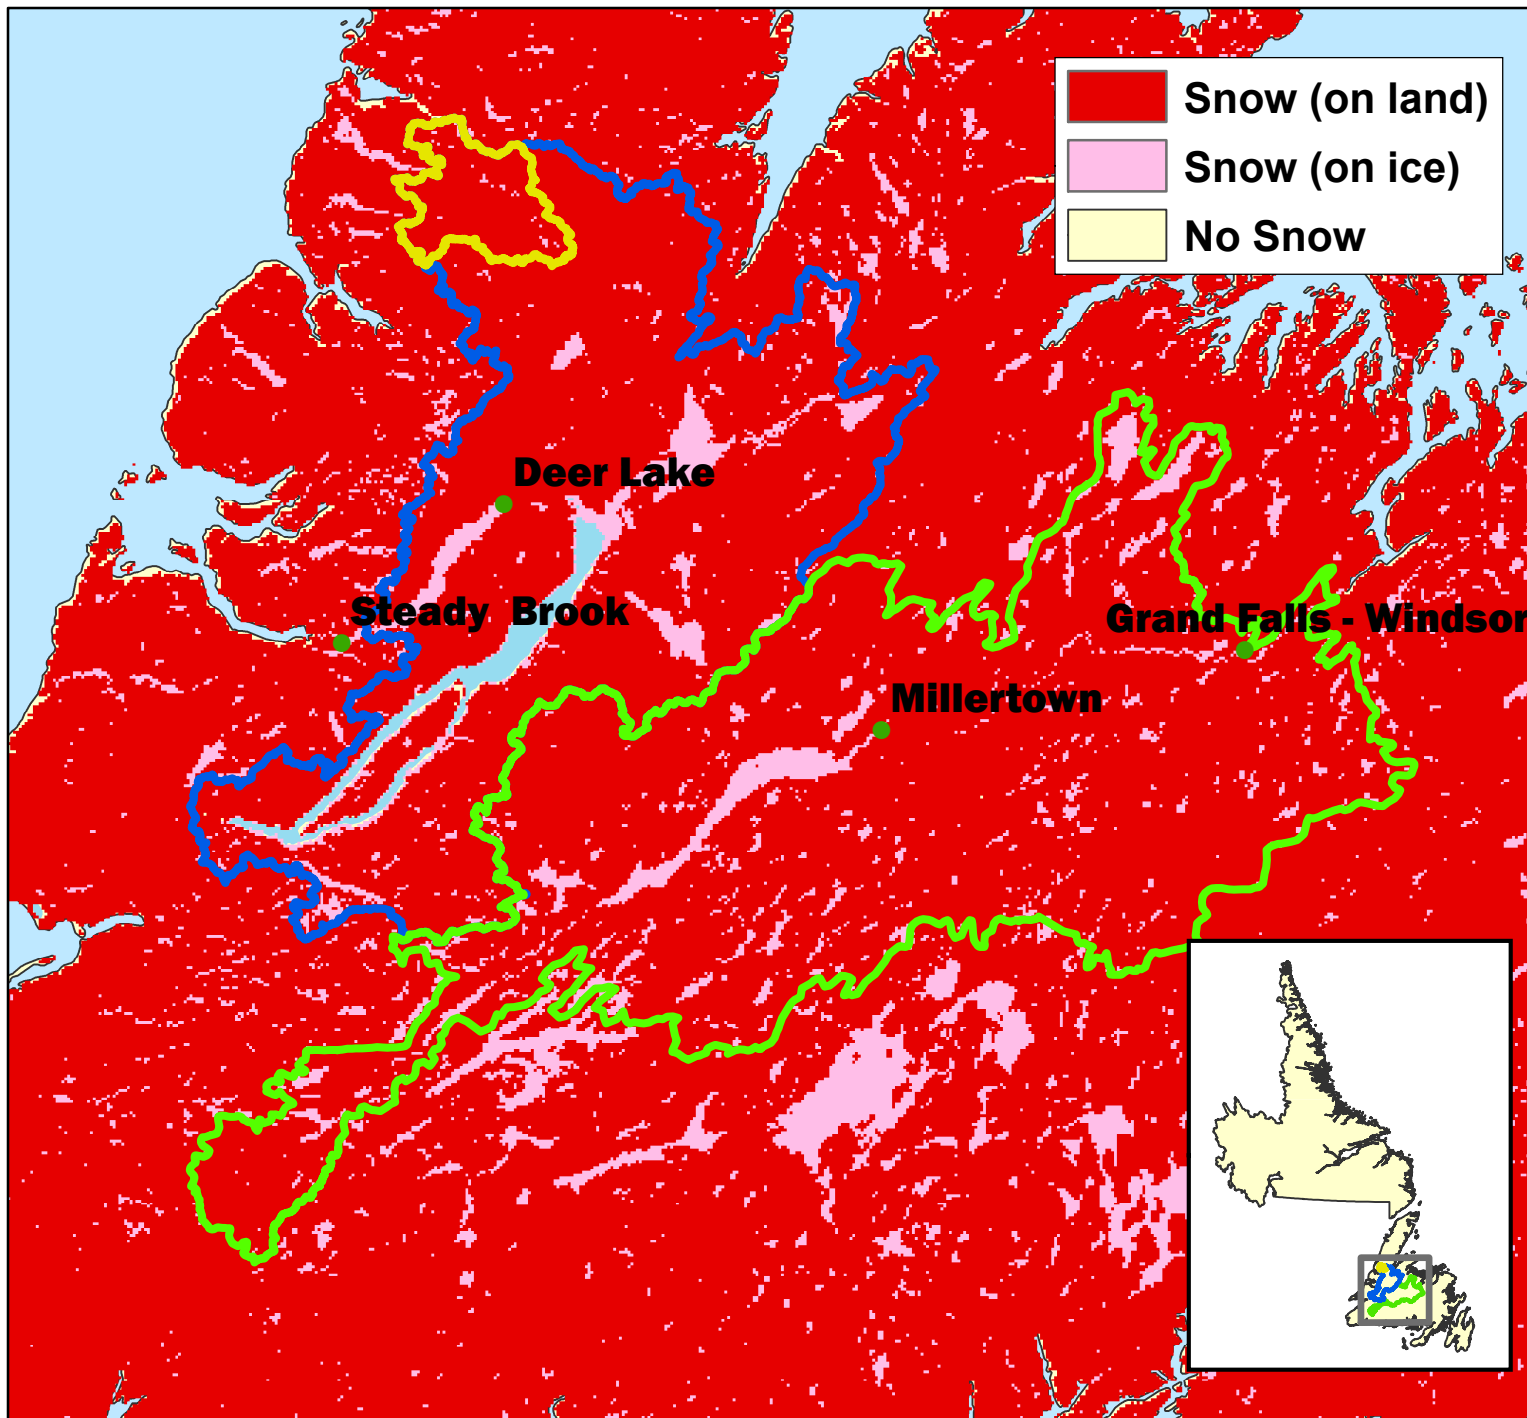 Snow (on land)
Snow (on ice)
No Snow
Deer Lake
Steady Brook
Grand Falls - Windsor
Millertown